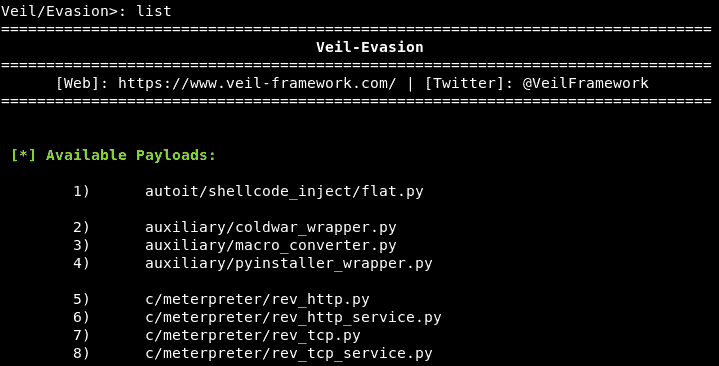 Veil/Evasion>: list
===============================================================================
Veil-Evasion
===============================================================================
[Web]: https://www.veil-framework.com/ | [Twitter]: @VeilFramework
===============================================================================
[*] Available Payloads:
1) autoit/shellcode_inject/flat.py
2) auxiliary/coldwar_wrapper.py
3) auxiliary/macro_converter.py
4) auxiliary/pyinstaller_wrapper.py
5) c/meterpreter/rev_http.py
6) c/meterpreter/rev_http_service.py
7) c/meterpreter/rev_tcp.py
8) c/meterpreter/rev_tcp_service.py